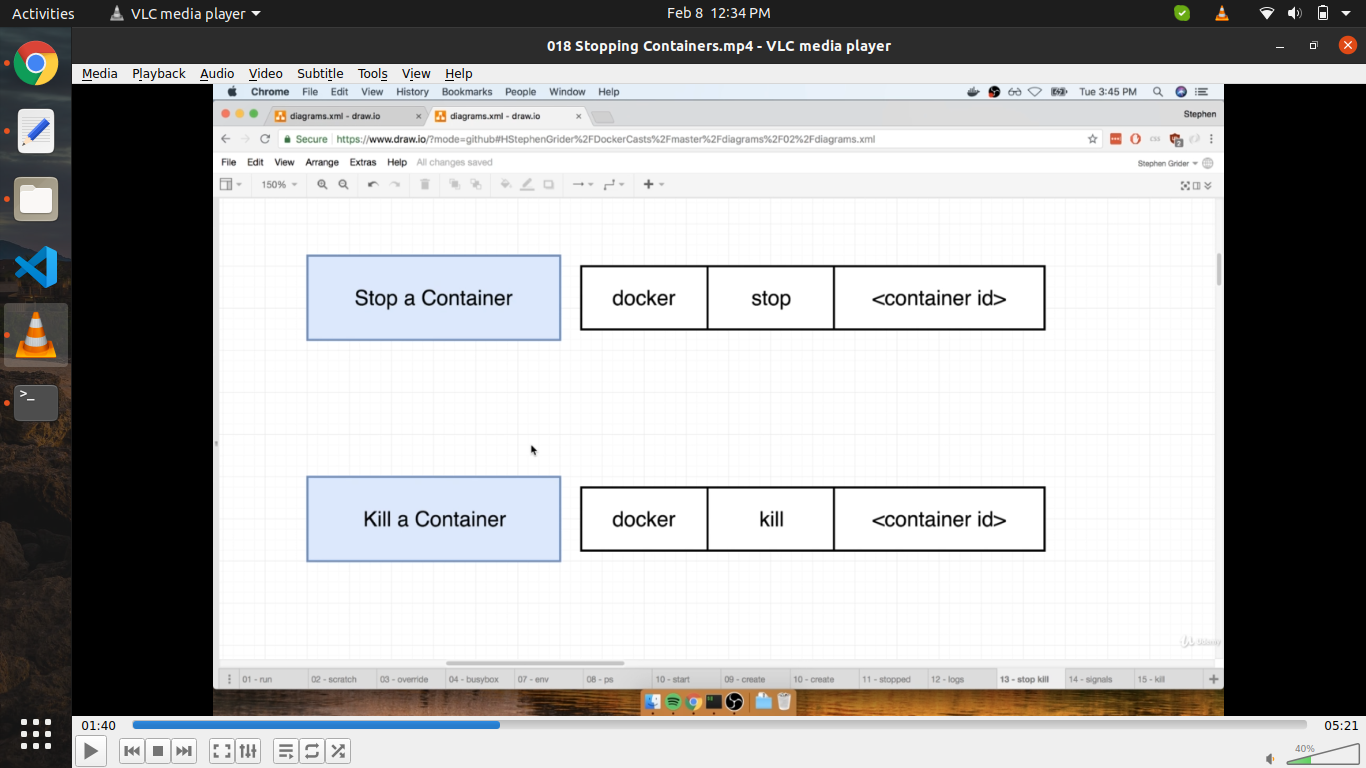 Activities VLC media player Feb 8 12:34 PM
018 Stopping Containers.mp4 - VLC media player
Media Playback Audio Video Subtitle Tools View Help
Chrome File Edit View History Bookmarks People Window Help Tue 3:45 PM
diagrams.xml - draw.io diagrams.xml - draw.io Stephen
Secure https://www.draw.io/?mode=github#HStephenGrider%2FDockerCasts%2Fmaster%2Fdiagrams%2F02%2Fdiagrams.xml
File Edit View Arrange Extras Help All changes saved Stephen Grider
150%
Stop a Container docker stop <container id>
Kill a Container docker kill <container id>
Udemy
01 - run 02 - scratch 03 - override 04 - busybox 07 - env 08 - ps 10 - start 09 - create 10 - create 11 - stopped 12 - logs 13 - stop kill 14 - signals 15 - kill
01:40 05:21
40%